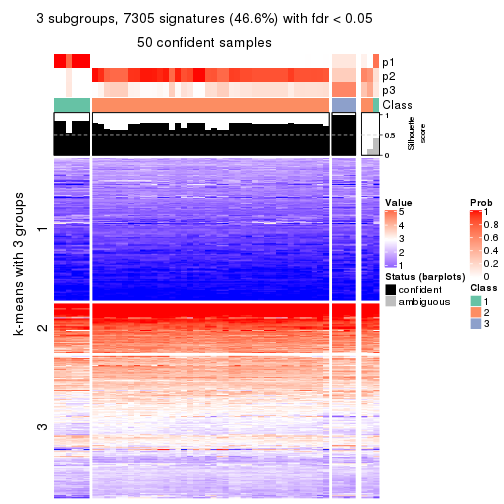 3 subgroups, 7305 signatures (46.6%) with fdr < 0.05
50 confident samples
p1
p2
p3
Class
1
0.5
0
Silhouette
score
k-means with 3 groups
1
2
3
Value
5
4
3
2
1
Status (barplots)
confident
ambiguous
Prob
1
0.8
0.6
0.4
0.2
0
Class
1
2
3